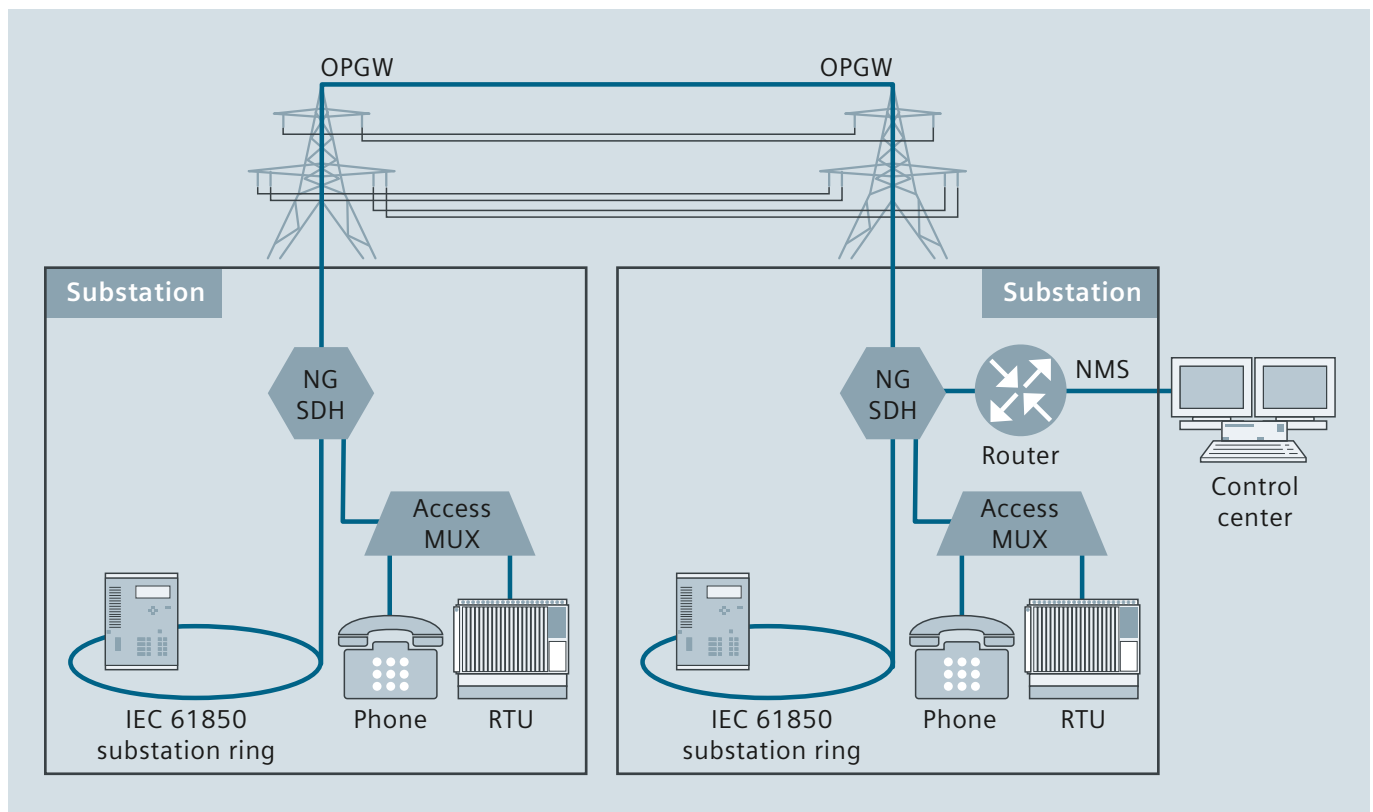 OPGW
OPGW
Substation
Substation
NG
SDH
NG
SDH
NMS
Router
Control
center
Access
MUX
Access
MUX
IEC 61850
substation ring
Phone
RTU
IEC 61850
substation ring
Phone
RTU